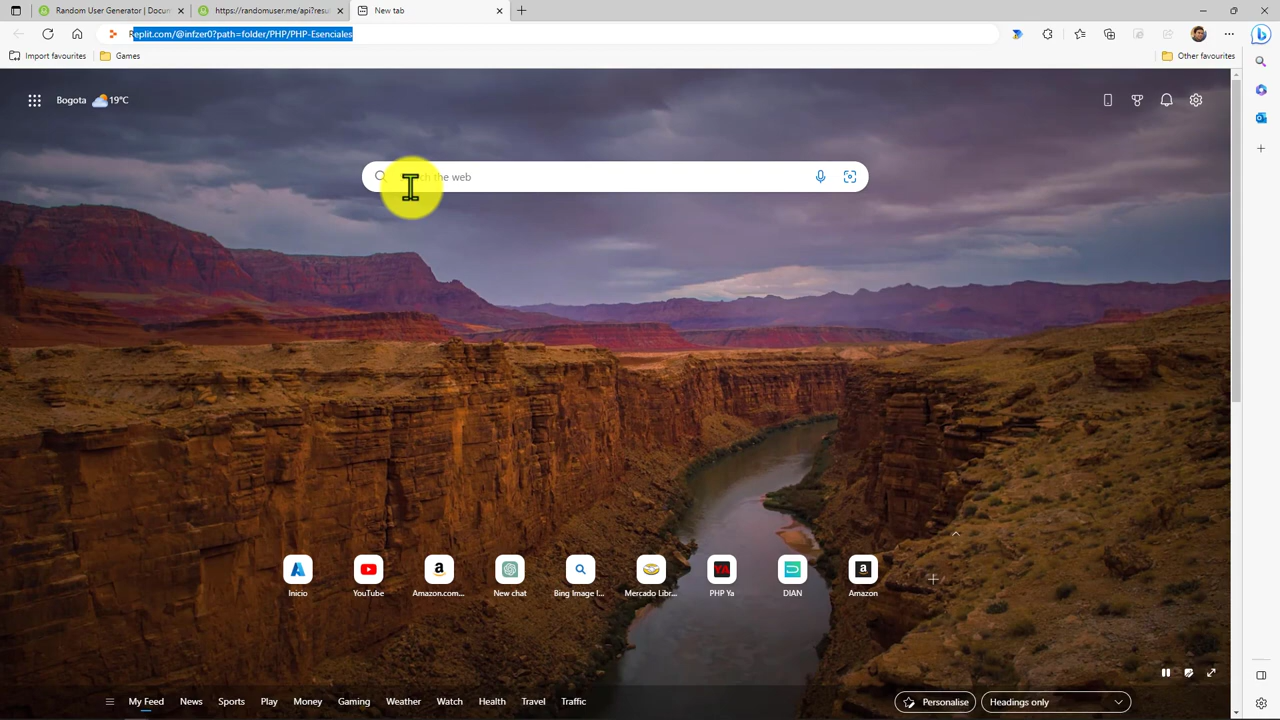 Random User Generator | Docum
https://randomuser.me/api?resu
New tab
Replit.com/@infzer0?path=folder/PHP/PHP-Esenciales
Import favourites
Games
Other favourites
Bogota
19°C
ch the web
Inicio
YouTube
Amazon.com...
New chat
Bing Image I...
Mercado Libr...
PHP Ya
DIAN
Amazon
My Feed
News
Sports
Play
Money
Gaming
Weather
Watch
Health
Travel
Traffic
Personalise
Headings only